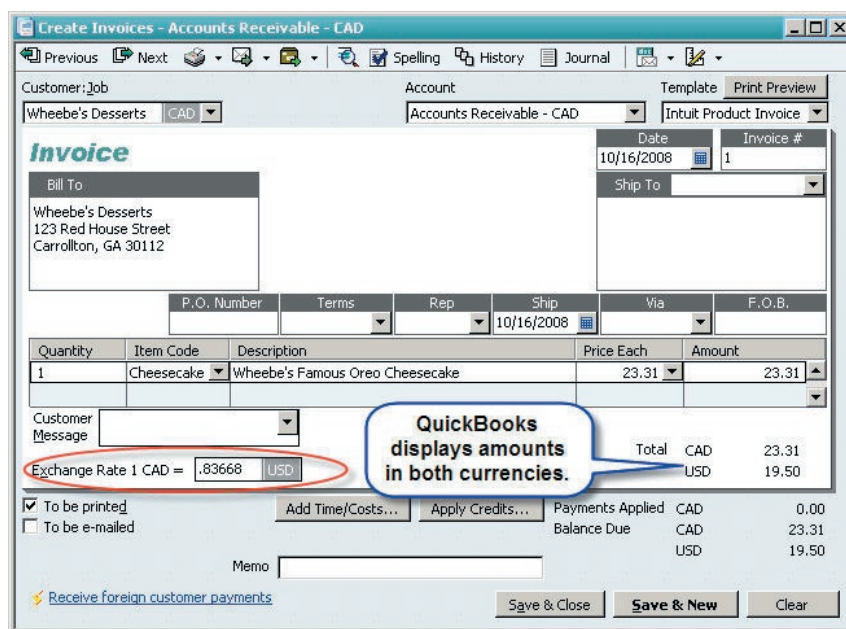 Create Invoices - Accounts Receivable - CAD
Previous Next Spelling History Journal
Customer:Job Account Template Print Preview
Wheebe's Desserts CAD Accounts Receivable - CAD Intuit Product Invoice
Invoice
Date Invoice #
10/16/2008 1
Bill To Ship To
Wheebe's Desserts
123 Red House Street
Carrollton, GA 30112
P.O. Number Terms Rep Ship Via F.O.B.
10/16/2008
Quantity Item Code Description Price Each Amount
1 Cheesecake Wheebe's Famous Oreo Cheesecake 23.31 23.31
Customer
Message
QuickBooks
displays amounts
in both currencies.
Total CAD 23.31
Exchange Rate 1 CAD = .83668 USD
USD 19.50
To be printed Add Time/Costs... Apply Credits... Payments Applied CAD 0.00
To be e-mailed Balance Due CAD 23.31
USD 19.50
Memo
Receive foreign customer payments Save & Close Save & New Clear